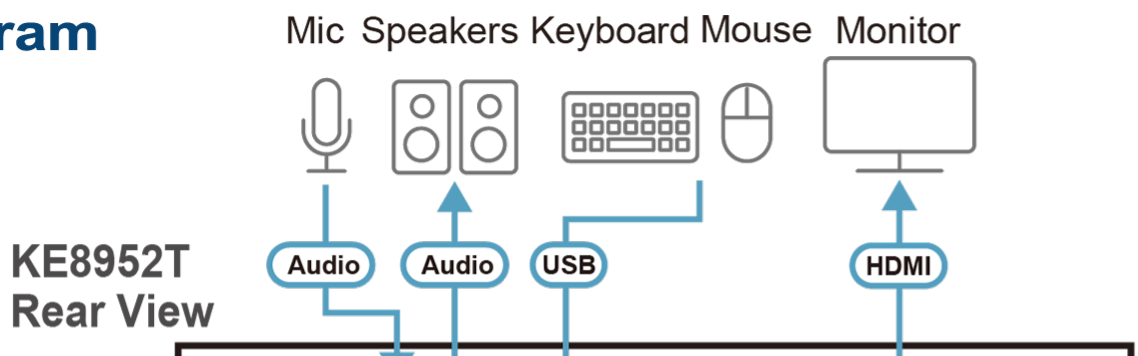 ram
Mic Speakers Keyboard Mouse Monitor
KE8952T
Rear View
Audio Audio USB HDMI